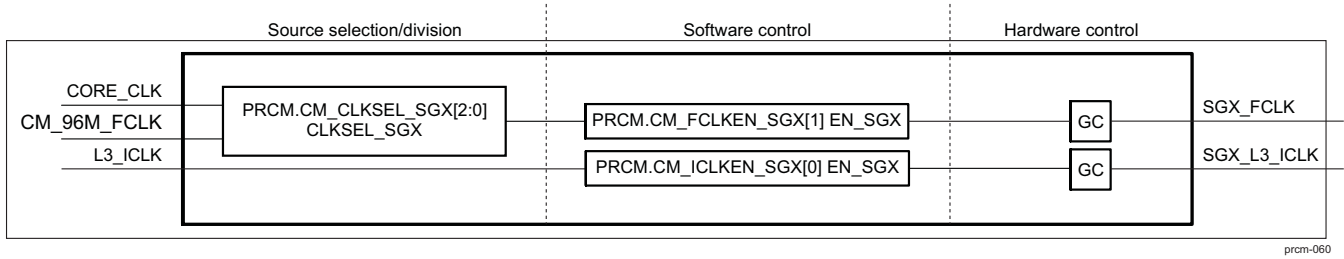 Source selection/division
Software control
Hardware control
CORE_CLK
CM_96M_FCLK
L3_ICLK
PRCM.CM_CLKSEL_SGX[2:0]
CLKSEL_SGX
PRCM.CM_FCLKEN_SGX[1] EN_SGX
PRCM.CM_ICLKEN_SGX[0] EN_SGX
GC
GC
SGX_FCLK
SGX_L3_ICLK
prcm-060